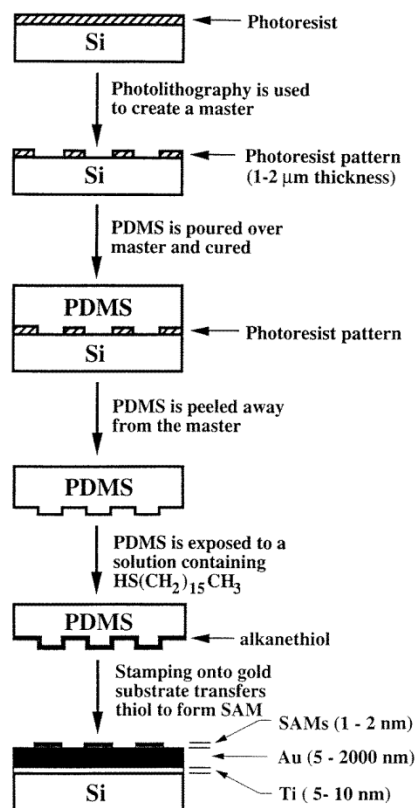 Photoresist
Si
Photolithography is used
to create a master
Photoresist pattern
(1-2 μm thickness)
Si
PDMS is poured over
master and cured
PDMS
Photoresist pattern
Si
PDMS is peeled away
from the master
PDMS
PDMS is exposed to a
solution containing
HS(CH2)15CH3
PDMS
alkanethiol
Stamping onto gold
substrate transfers
thiol to form SAM
SAMs (1 - 2 nm)
Au (5 - 2000 nm)
Ti ( 5- 10 nm)
Si